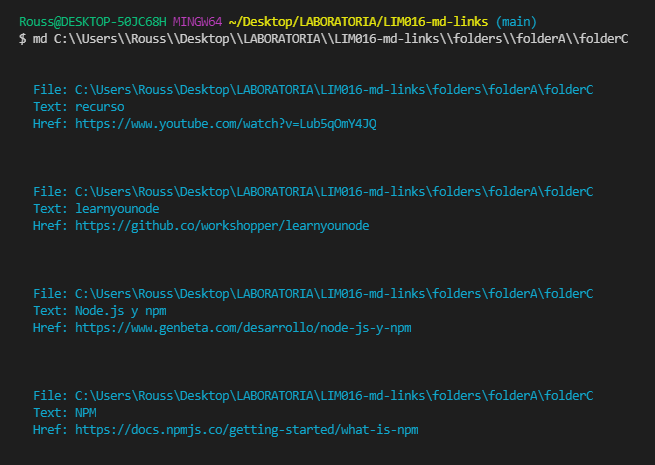 Rouss@DESKTOP-50JC68H MINGW64 ~/Desktop/LABORATORIA/LIM016-md-links (main)
$ md C:\\Users\\Rouss\\Desktop\\LABORATORIA\\LIM016-md-links\\folders\\folderA\\folderC
File: C:\Users\Rouss\Desktop\LABORATORIA\LIM016-md-links\folders\folderA\folderC
Text: recurso
Href: https://www.youtube.com/watch?v=Lub5qOmY4JQ
File: C:\Users\Rouss\Desktop\LABORATORIA\LIM016-md-links\folders\folderA\folderC
Text: learnyounode
Href: https://github.co/workshopper/learnyounode
File: C:\Users\Rouss\Desktop\LABORATORIA\LIM016-md-links\folders\folderA\folderC
Text: Node.js y npm
Href: https://www.genbeta.com/desarrollo/node-js-y-npm
File: C:\Users\Rouss\Desktop\LABORATORIA\LIM016-md-links\folders\folderA\folderC
Text: NPM
Href: https://docs.npmjs.co/getting-started/what-is-npm